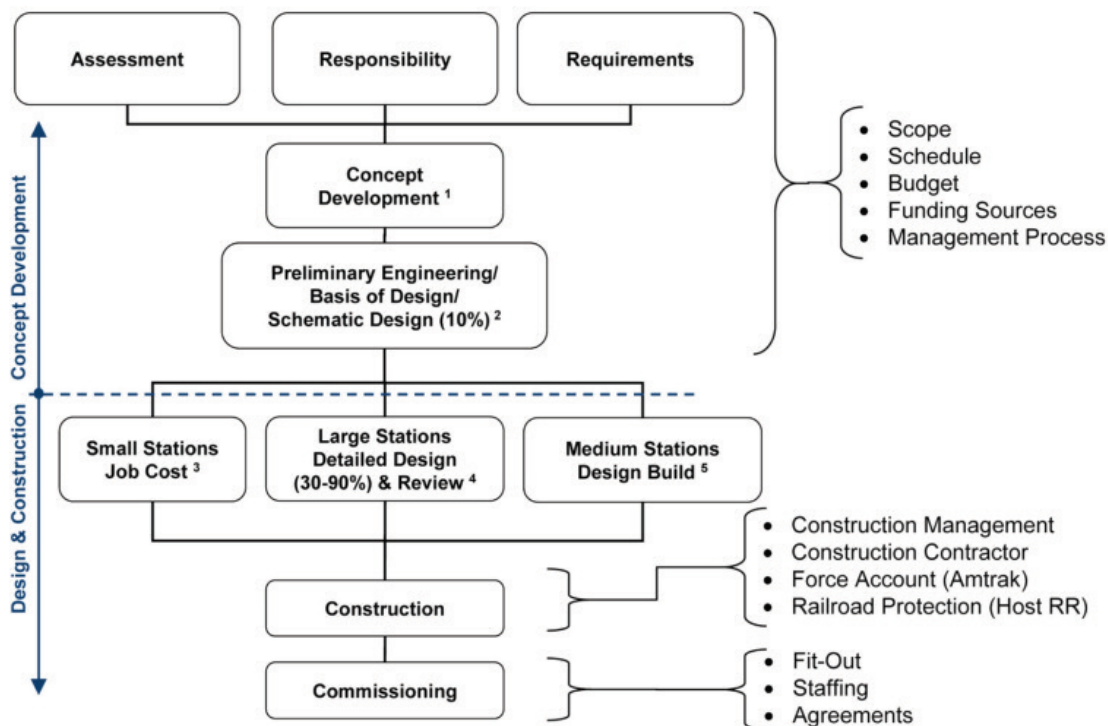 Assessment
Responsibility
Requirements
Concept
Development 1
Preliminary Engineering/
Basis of Design/
Schematic Design (10%) 2
• Scope
• Schedule
• Budget
• Funding Sources
• Management Process
Concept Development
Design & Construction
Small Stations
Job Cost 3
Large Stations
Detailed Design
(30-90%) & Review 4
Medium Stations
Design Build 5
Construction
• Construction Management
• Construction Contractor
• Force Account (Amtrak)
• Railroad Protection (Host RR)
Commissioning
• Fit-Out
• Staffing
• Agreements